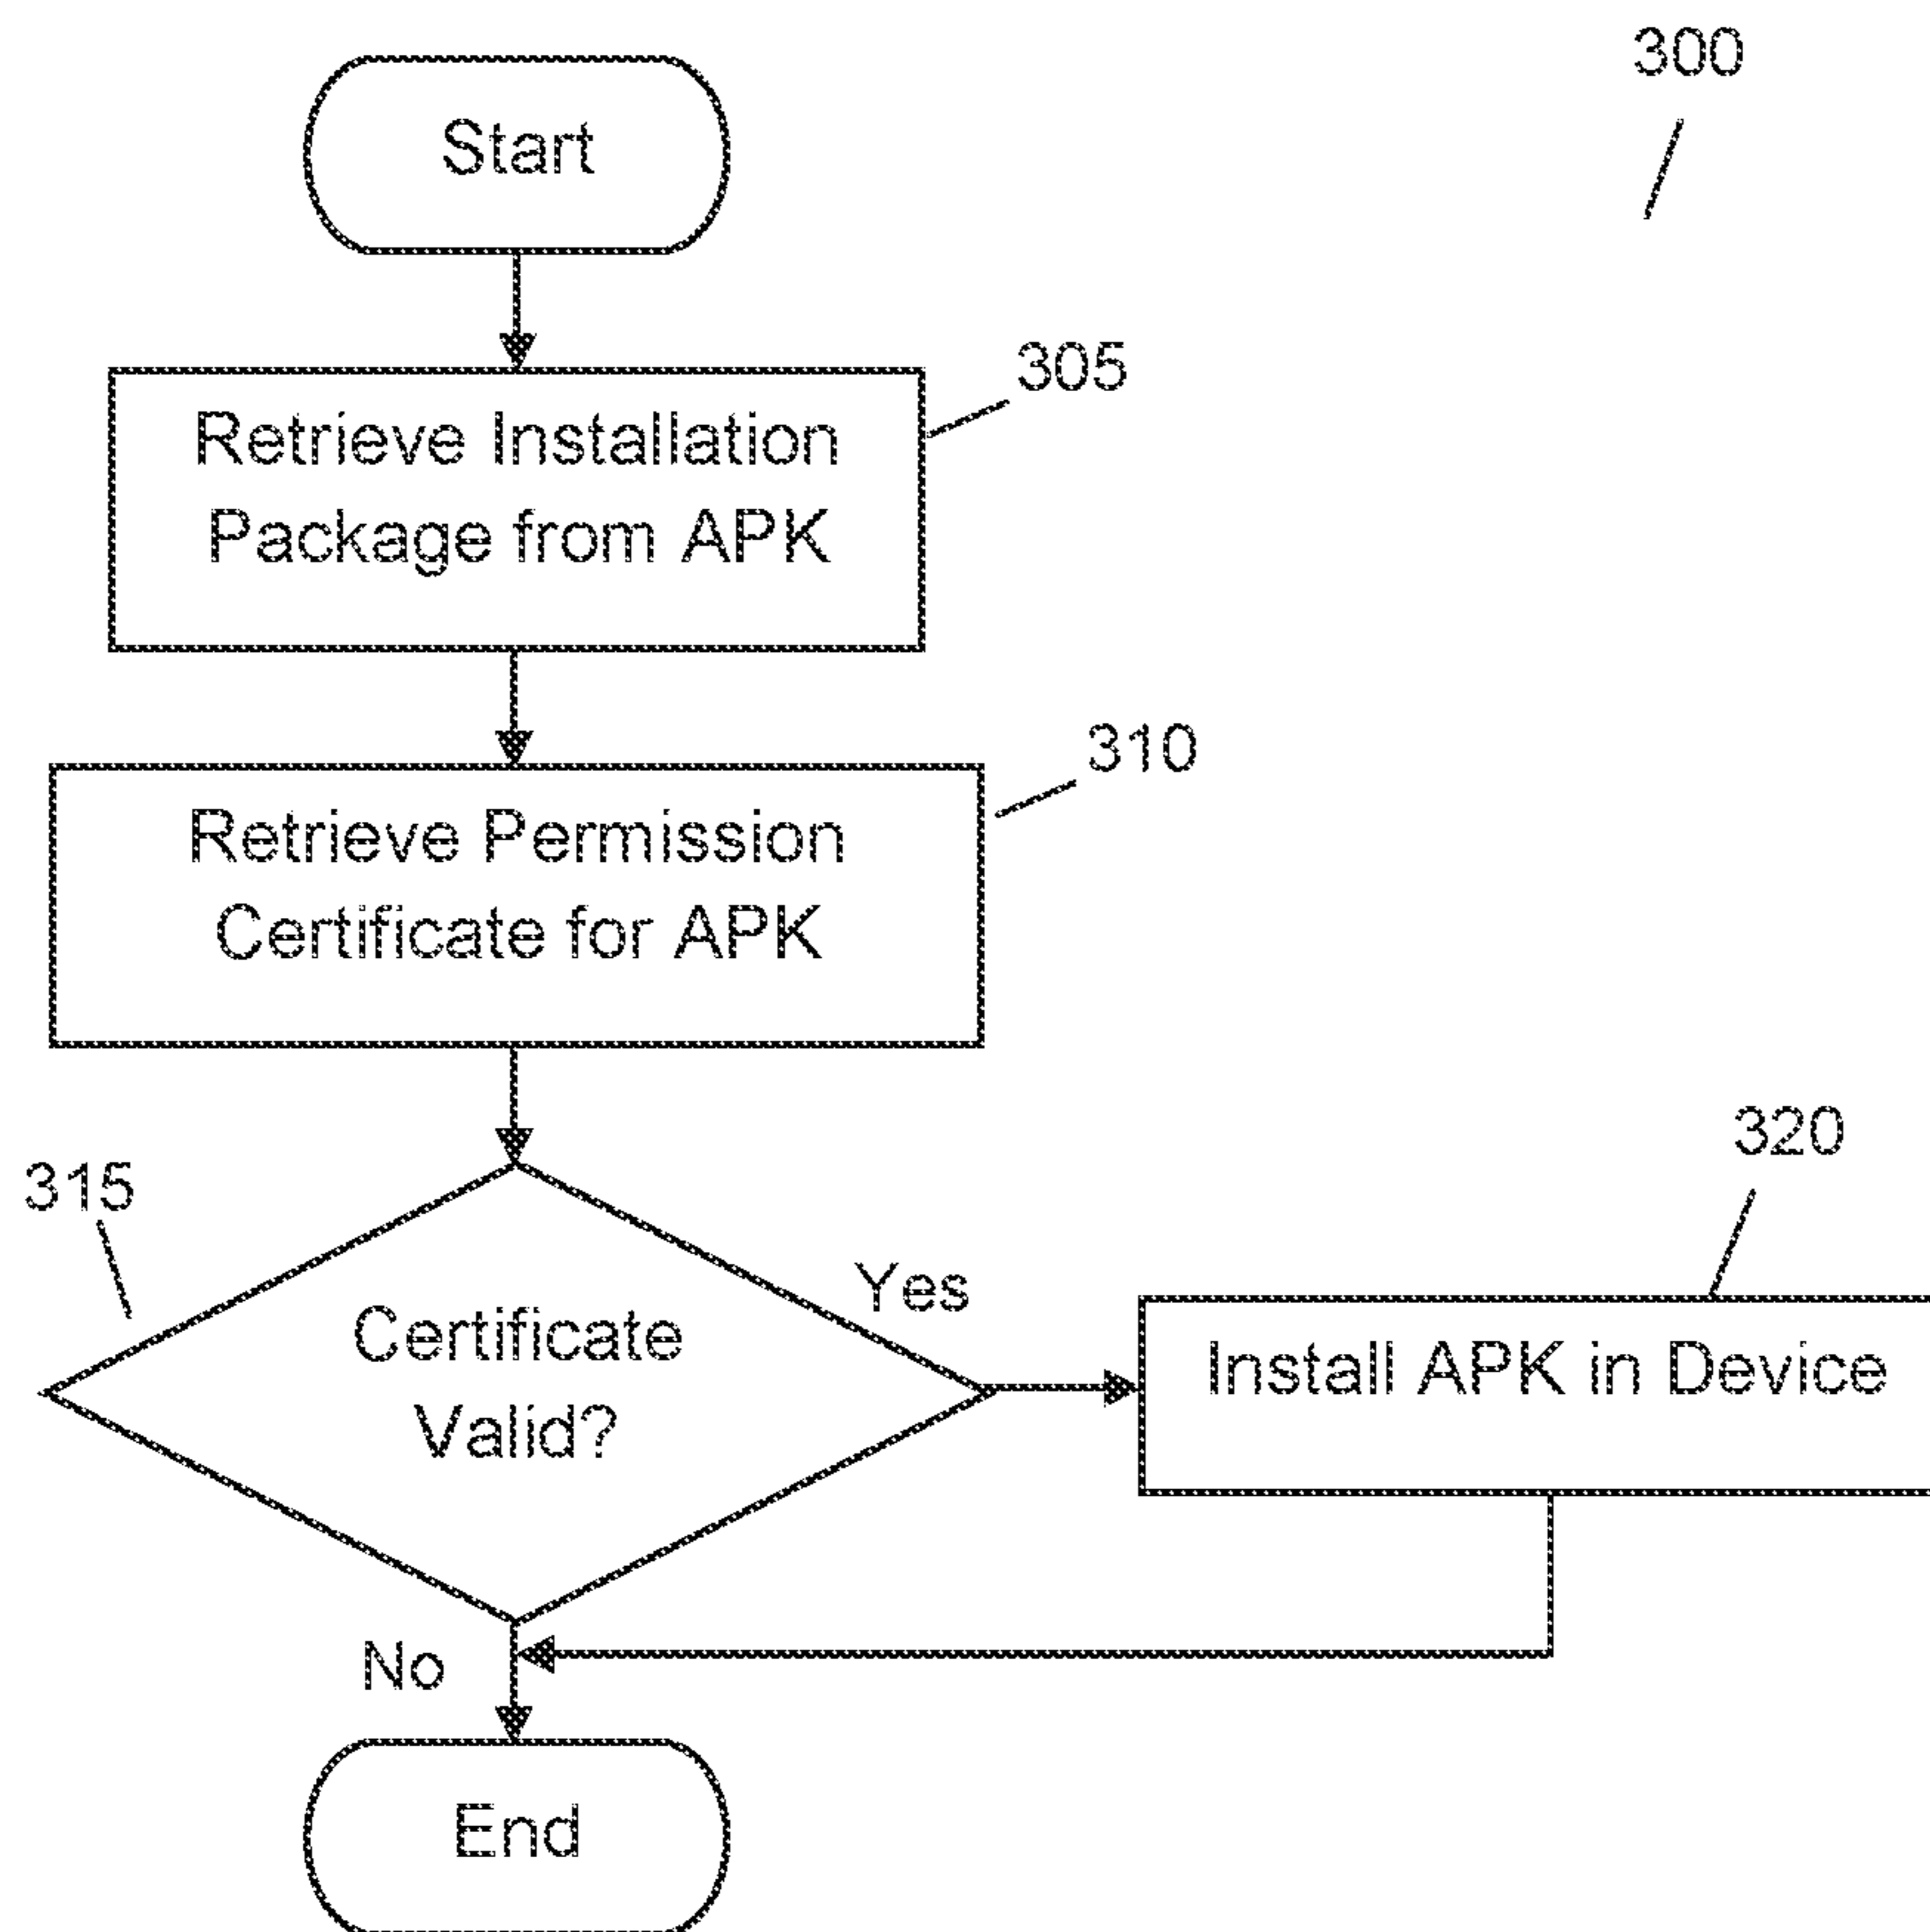 300
Start
305
Retrieve Installation
Package from APK
310
Retrieve Permission
Certificate for APK
315
Certificate
Valid?
Yes
320
Install APK in Device
No
End